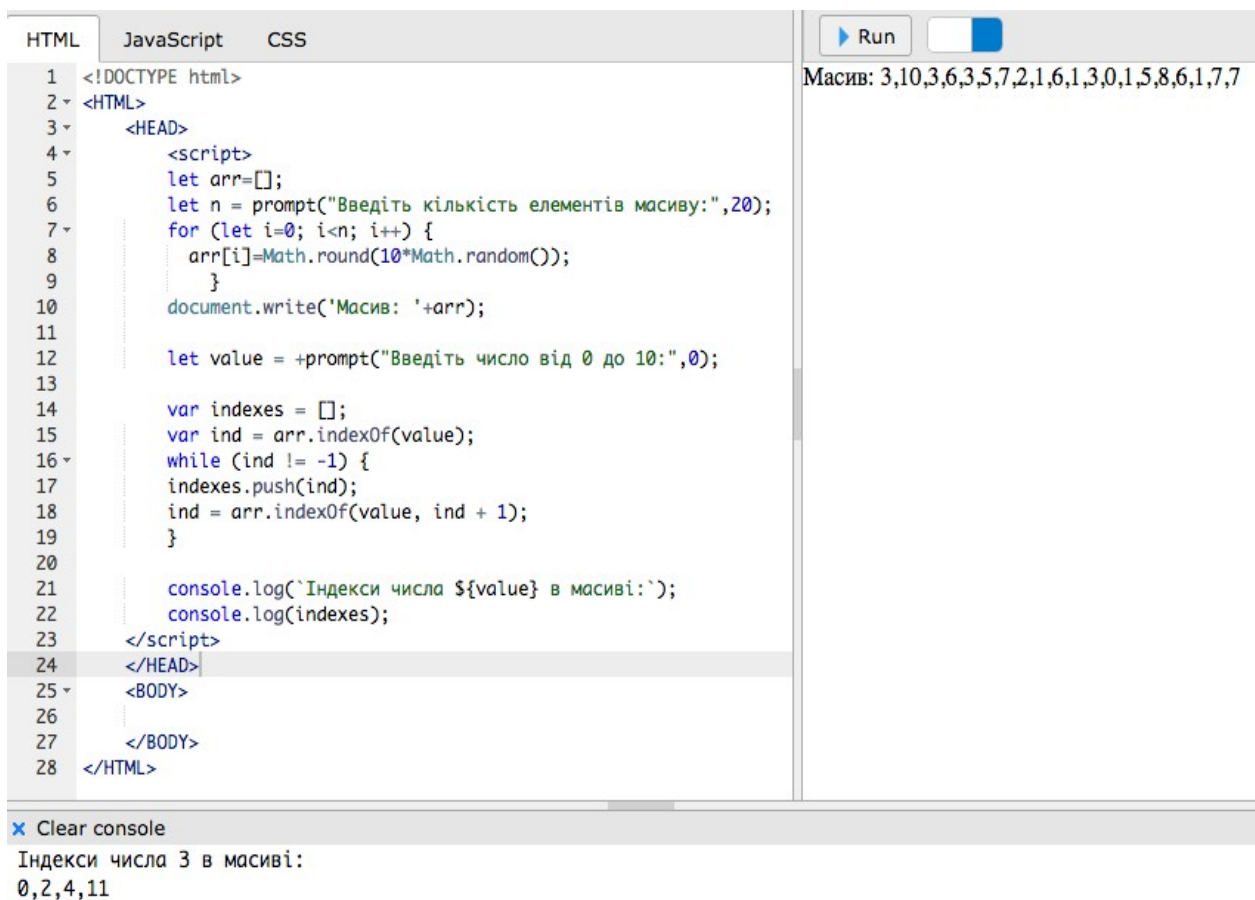 HTML JavaScript CSS
Run
1 <!DOCTYPE html>
2 <HTML>
3 <HEAD>
4 <script>
5 let arr=[];
6 let n = prompt("Введіть кількість елементів масиву:",20);
7 for (let i=0; i<n; i++) {
8 arr[i]=Math.round(10*Math.random());
9 }
10 document.write('Масив: '+arr);
11
12 let value = +prompt("Введіть число від 0 до 10:",0);
13
14 var indexes = [];
15 var ind = arr.indexOf(value);
16 while (ind != -1) {
17 indexes.push(ind);
18 ind = arr.indexOf(value, ind + 1);
19 }
20
21 console.log(`Індекси числа ${value} в масиві:`);
22 console.log(indexes);
23 </script>
24 </HEAD>
25 <BODY>
26
27 </BODY>
28 </HTML>
Масив: 3,10,3,6,3,5,7,2,1,6,1,3,0,1,5,8,6,1,7,7
× Clear console
Індекси числа 3 в масиві:
0,2,4,11